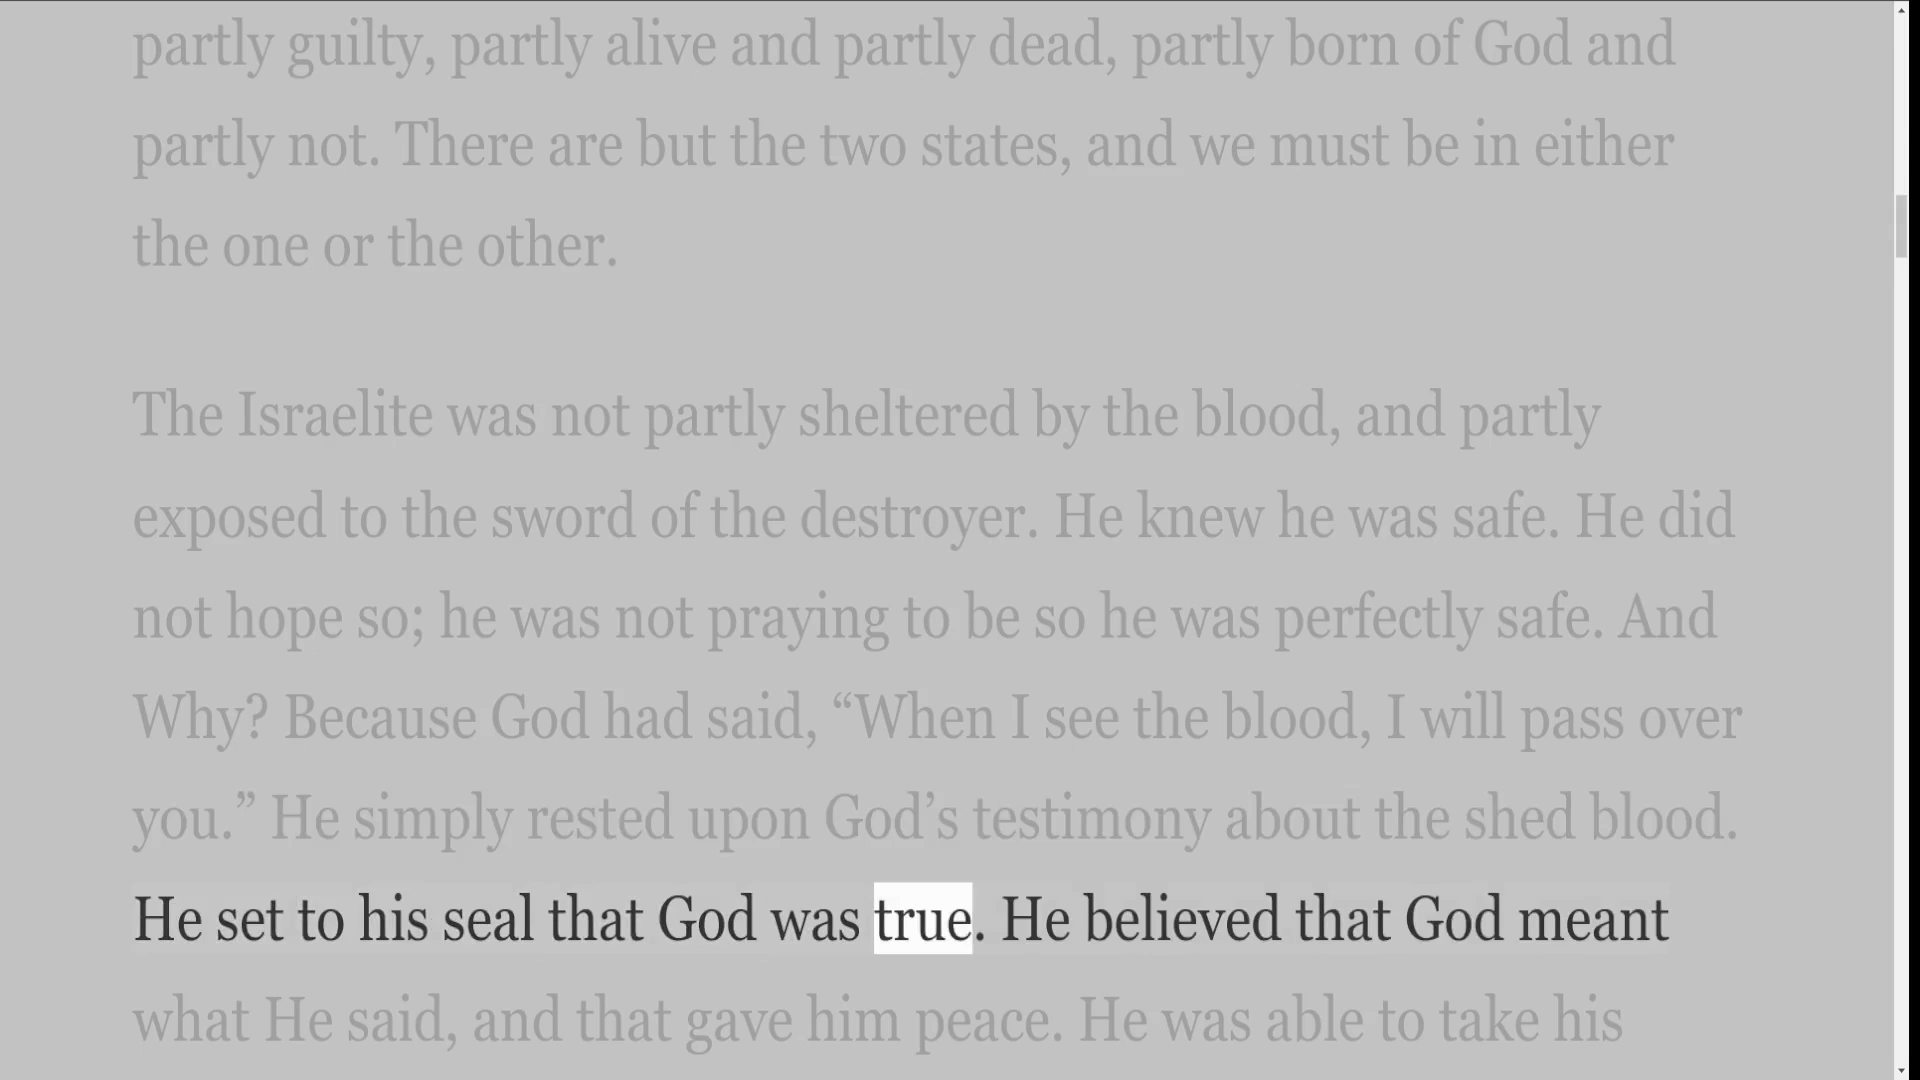 partly guilty, partly alive and partly dead, partly born of God and
partly not. There are but the two states, and we must be in either
the one or the other.
The Israelite was not partly sheltered by the blood, and partly
exposed to the sword of the destroyer. He knew he was safe. He did
not hope so; he was not praying to be so he was perfectly safe. And
Why? Because God had said, “When I see the blood, I will pass over
you.” He simply rested upon God’s testimony about the shed blood.
He set to his seal that God was true. He believed that God meant
what He said, and that gave him peace. He was able to take his